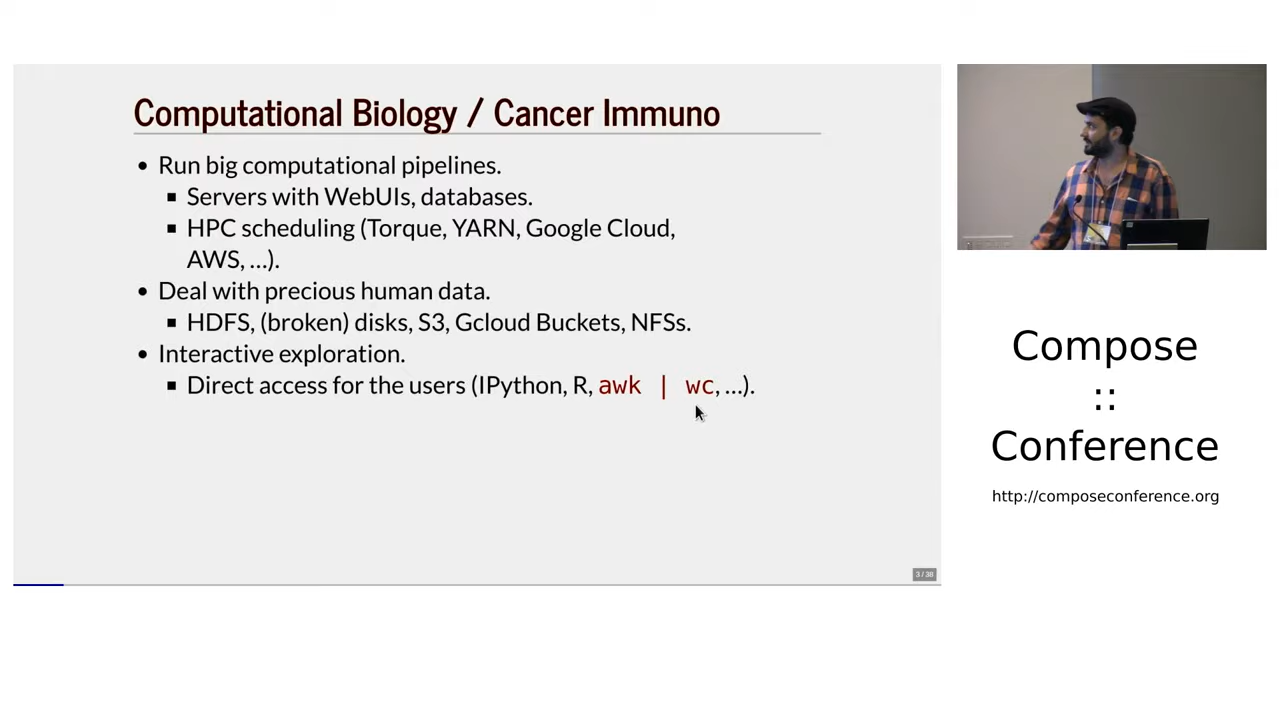 Computational Biology / Cancer Immuno
• Run big computational pipelines.
▪ Servers with WebUIs, databases.
▪ HPC scheduling (Torque, YARN, Google Cloud,
AWS, ...).
• Deal with precious human data.
▪ HDFS, (broken) disks, S3, Gcloud Buckets, NFSs.
• Interactive exploration.
▪ Direct access for the users (IPython, R, awk | wc, ...).
3 / 38
Compose
::
Conference
http://composeconference.org